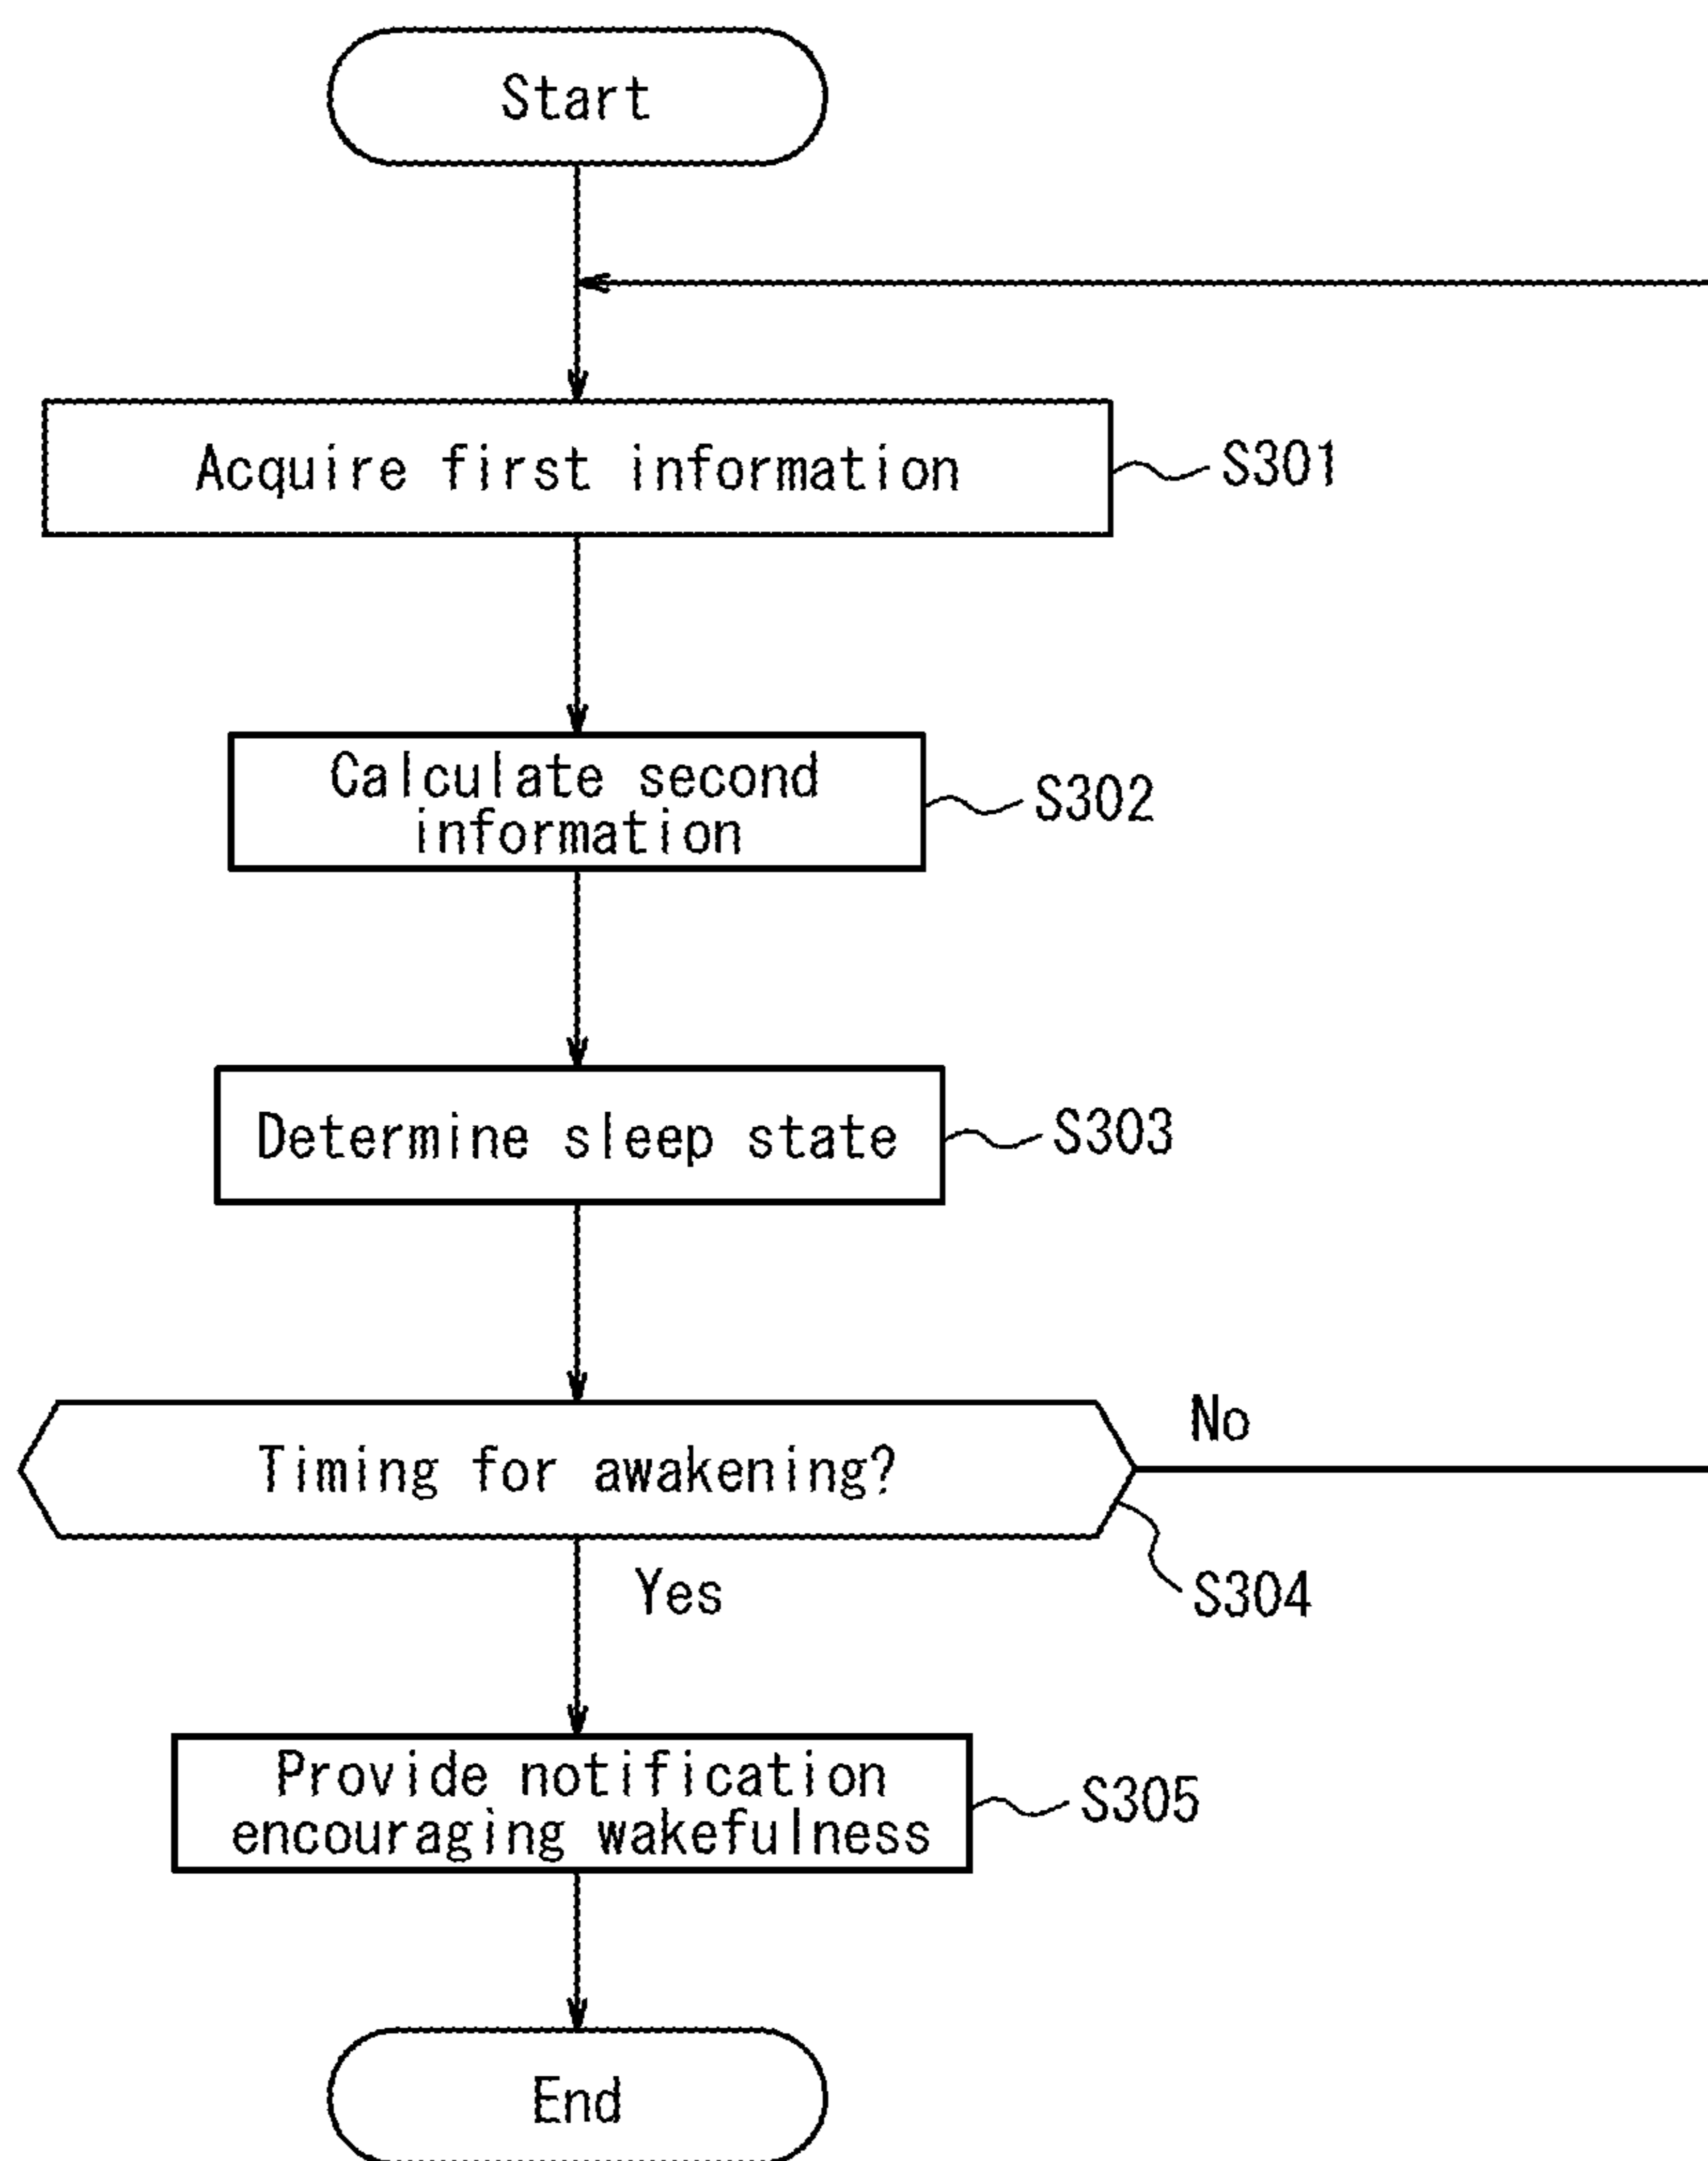 Start
Acquire first information
S301
Calculate second
information
S302
Determine sleep state
S303
Timing for awakening?
No
S304
Yes
Provide notification
encouraging wakefulness
S305
End